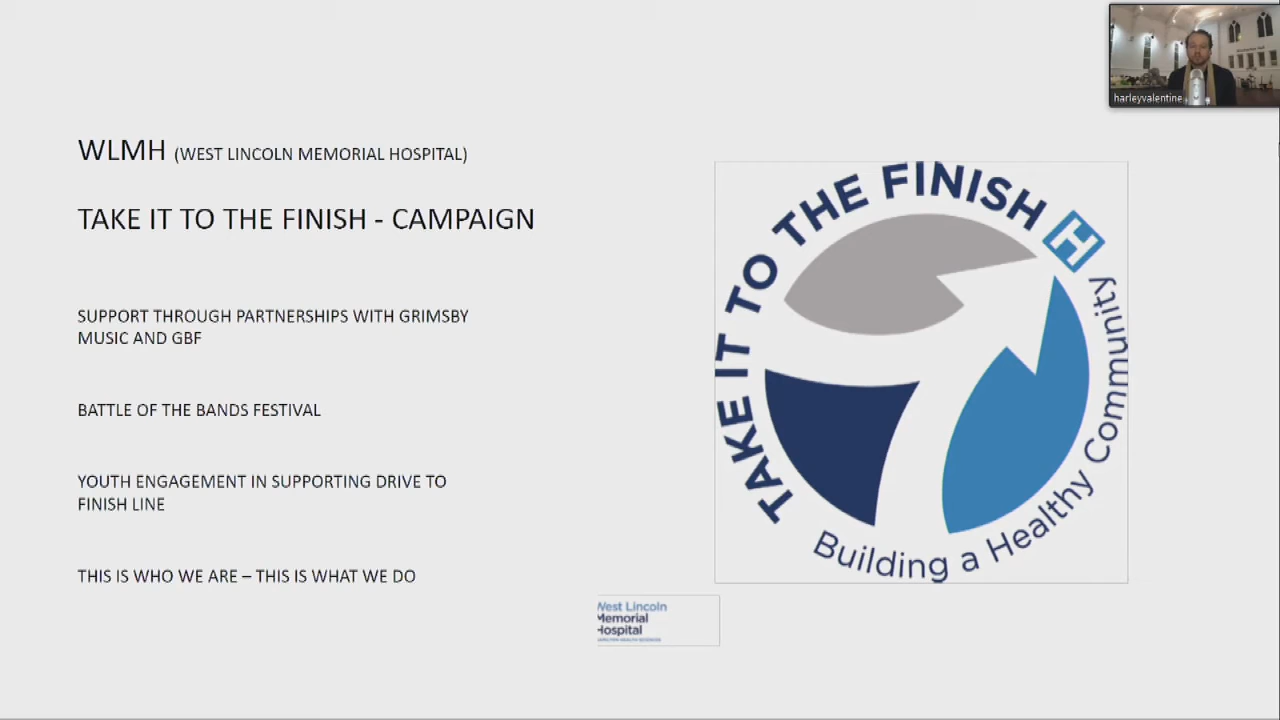 harleyvalentine
WLMH (WEST LINCOLN MEMORIAL HOSPITAL)
TAKE IT TO THE FINISH - CAMPAIGN
SUPPORT THROUGH PARTNERSHIPS WITH GRIMSBY
MUSIC AND GBF
BATTLE OF THE BANDS FESTIVAL
YOUTH ENGAGEMENT IN SUPPORTING DRIVE TO
FINISH LINE
THIS IS WHO WE ARE – THIS IS WHAT WE DO
TAKE IT TO THE FINISH
H
Building a Healthy Community
West Lincoln
Memorial
Hospital